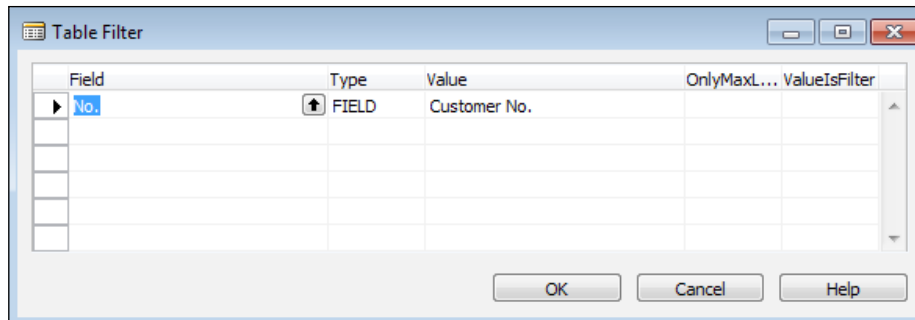 Table Filter
Field Type Value OnlyMaxL... ValueIsFilter
No. FIELD Customer No.
OK Cancel Help